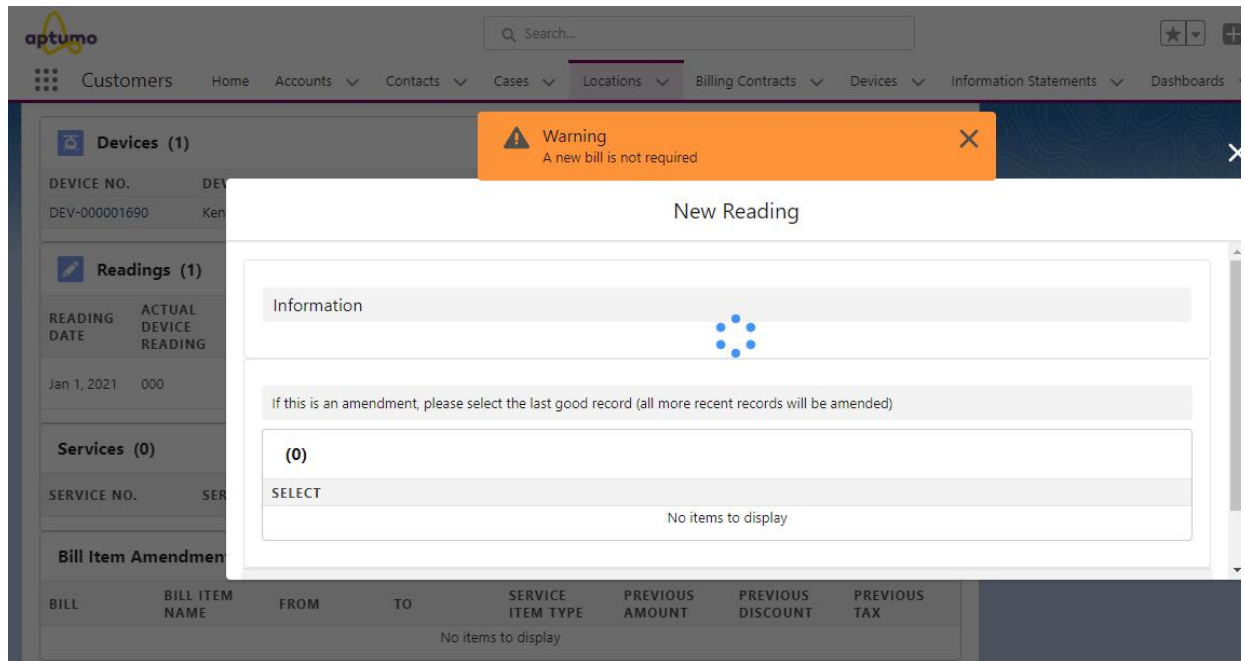 aptumo
Search...
Customers Home Accounts Contacts Cases Locations Billing Contracts Devices Information Statements Dashboards
Warning
A new bill is not required
Devices (1)
DEVICE NO. DEV
DEV-000001690 Ken
New Reading
Readings (1)
READING DATE
ACTUAL DEVICE READING
Jan 1, 2021 000
Information
If this is an amendment, please select the last good record (all more recent records will be amended)
(0)
SELECT
No items to display
Services (0)
SERVICE NO. SER
Bill Item Amendmen
BILL
BILL ITEM NAME
FROM
TO
SERVICE ITEM TYPE
PREVIOUS AMOUNT
PREVIOUS DISCOUNT
PREVIOUS TAX
No items to display